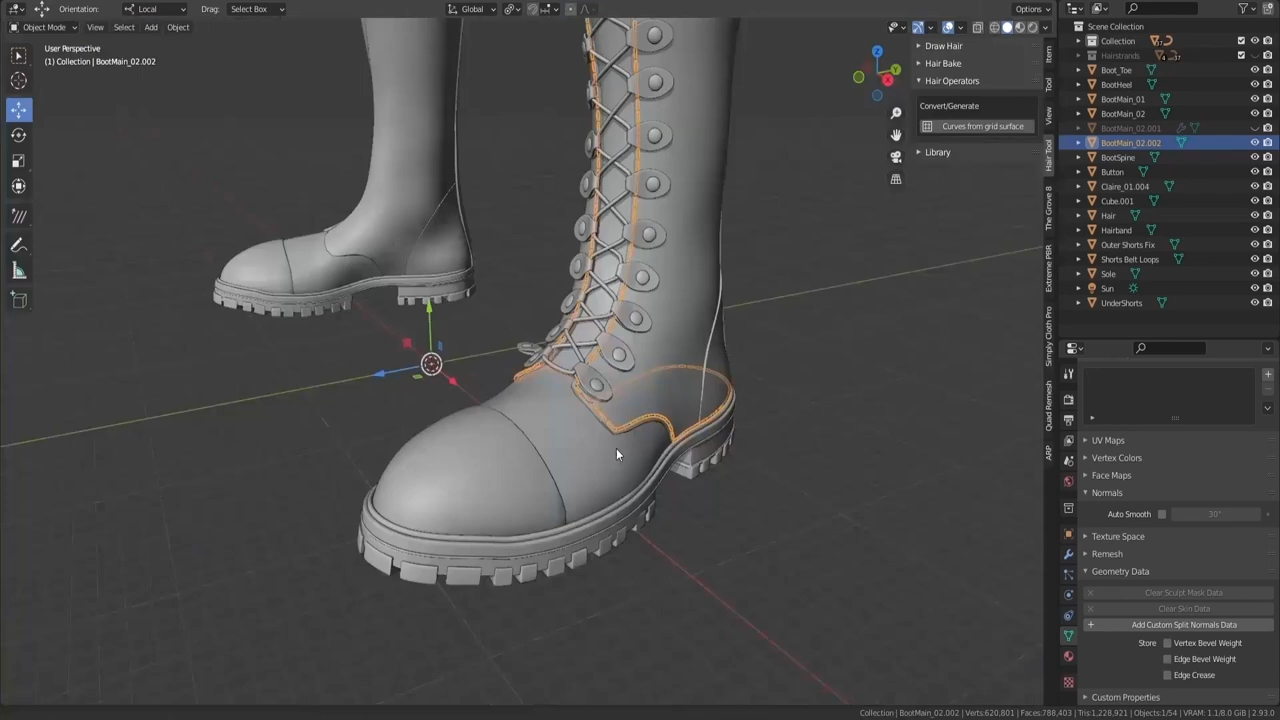 Orientation: Local Drag: Select Box Global Options
Object Mode View Select Add Object
User Perspective
(1) Collection | BootMain_02.002
Draw Hair
Hair Bake
Hair Operators
Convert/Generate
Curves from grid surface
Library
Item
Tool
View
Hair Tool
The Grove 8
Extreme PBR
Simply Cloth Pro
Quad Remesh
ARP
Scene Collection
Collection
Hairstrands
Boot_Toe
BootHeel
BootMain_01
BootMain_02
BootMain_02.001
BootMain_02.002
BootSpine
Button
Claire_01.004
Cube.001
Hair
Hairband
Outer Shorts Fix
Shorts Belt Loops
Sole
Sun
UnderShorts
UV Maps
Vertex Colors
Face Maps
Normals
Auto Smooth 30°
Texture Space
Remesh
Geometry Data
Clear Sculpt Mask Data
Clear Skin Data
Add Custom Split Normals Data
Store Vertex Bevel Weight
Edge Bevel Weight
Edge Crease
Custom Properties
Collection | BootMain_02.002 | Verts:620,801 | Faces:788,403 | Tris:1,228,921 | Objects:1/54 | VRAM: 1.1/8.0 GiB | 2.93.0